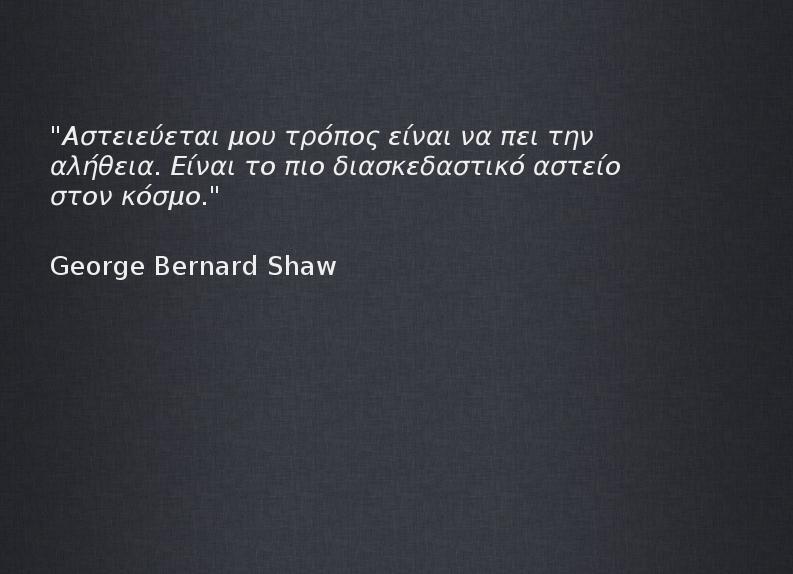 "Αστειεύεται μου τρόπος είναι να πει την
αλήθεια. Είναι το πιο διασκεδαστικό αστείο
στον κόσμο."
George Bernard Shaw